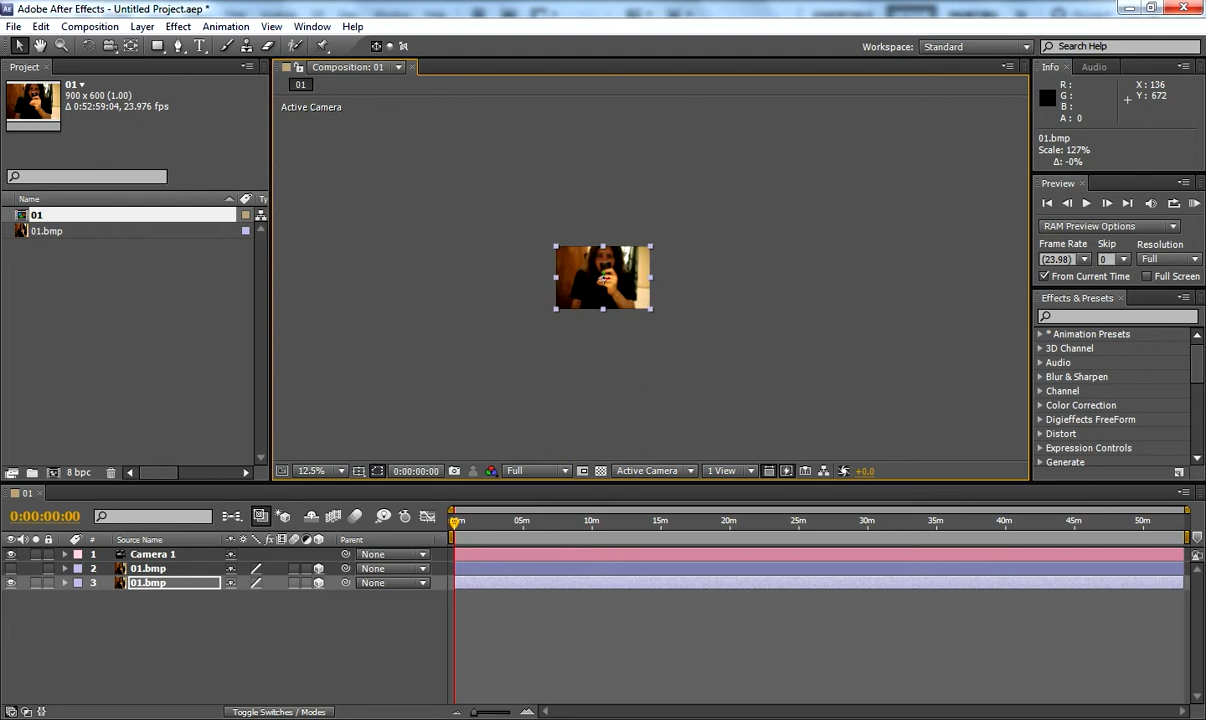 Adobe After Effects - Untitled Project.aep *
File Edit Composition Layer Effect Animation View Window Help
Workspace: Standard Search Help
Project
01
900 x 600 (1.00)
Δ 0:52:59:04, 23.976 fps
Name Ty
01
01.bmp
8 bpc
Composition: 01
01
Active Camera
12.5% 0:00:00:00 Full Active Camera 1 View +0.0
Info Audio
R : X : 136
G : Y : 672
B :
A : 0
01.bmp
Scale: 127%
Δ: -0%
Preview
RAM Preview Options
Frame Rate Skip Resolution
(23.98) 0 Full
From Current Time Full Screen
Effects & Presets
* Animation Presets
3D Channel
Audio
Blur & Sharpen
Channel
Color Correction
Digieffects FreeForm
Distort
Expression Controls
Generate
01
0:00:00:00
05m 10m 15m 20m 25m 30m 35m 40m 45m 50m
# Source Name Parent
1 Camera 1 None
2 01.bmp None
3 01.bmp None
Toggle Switches / Modes